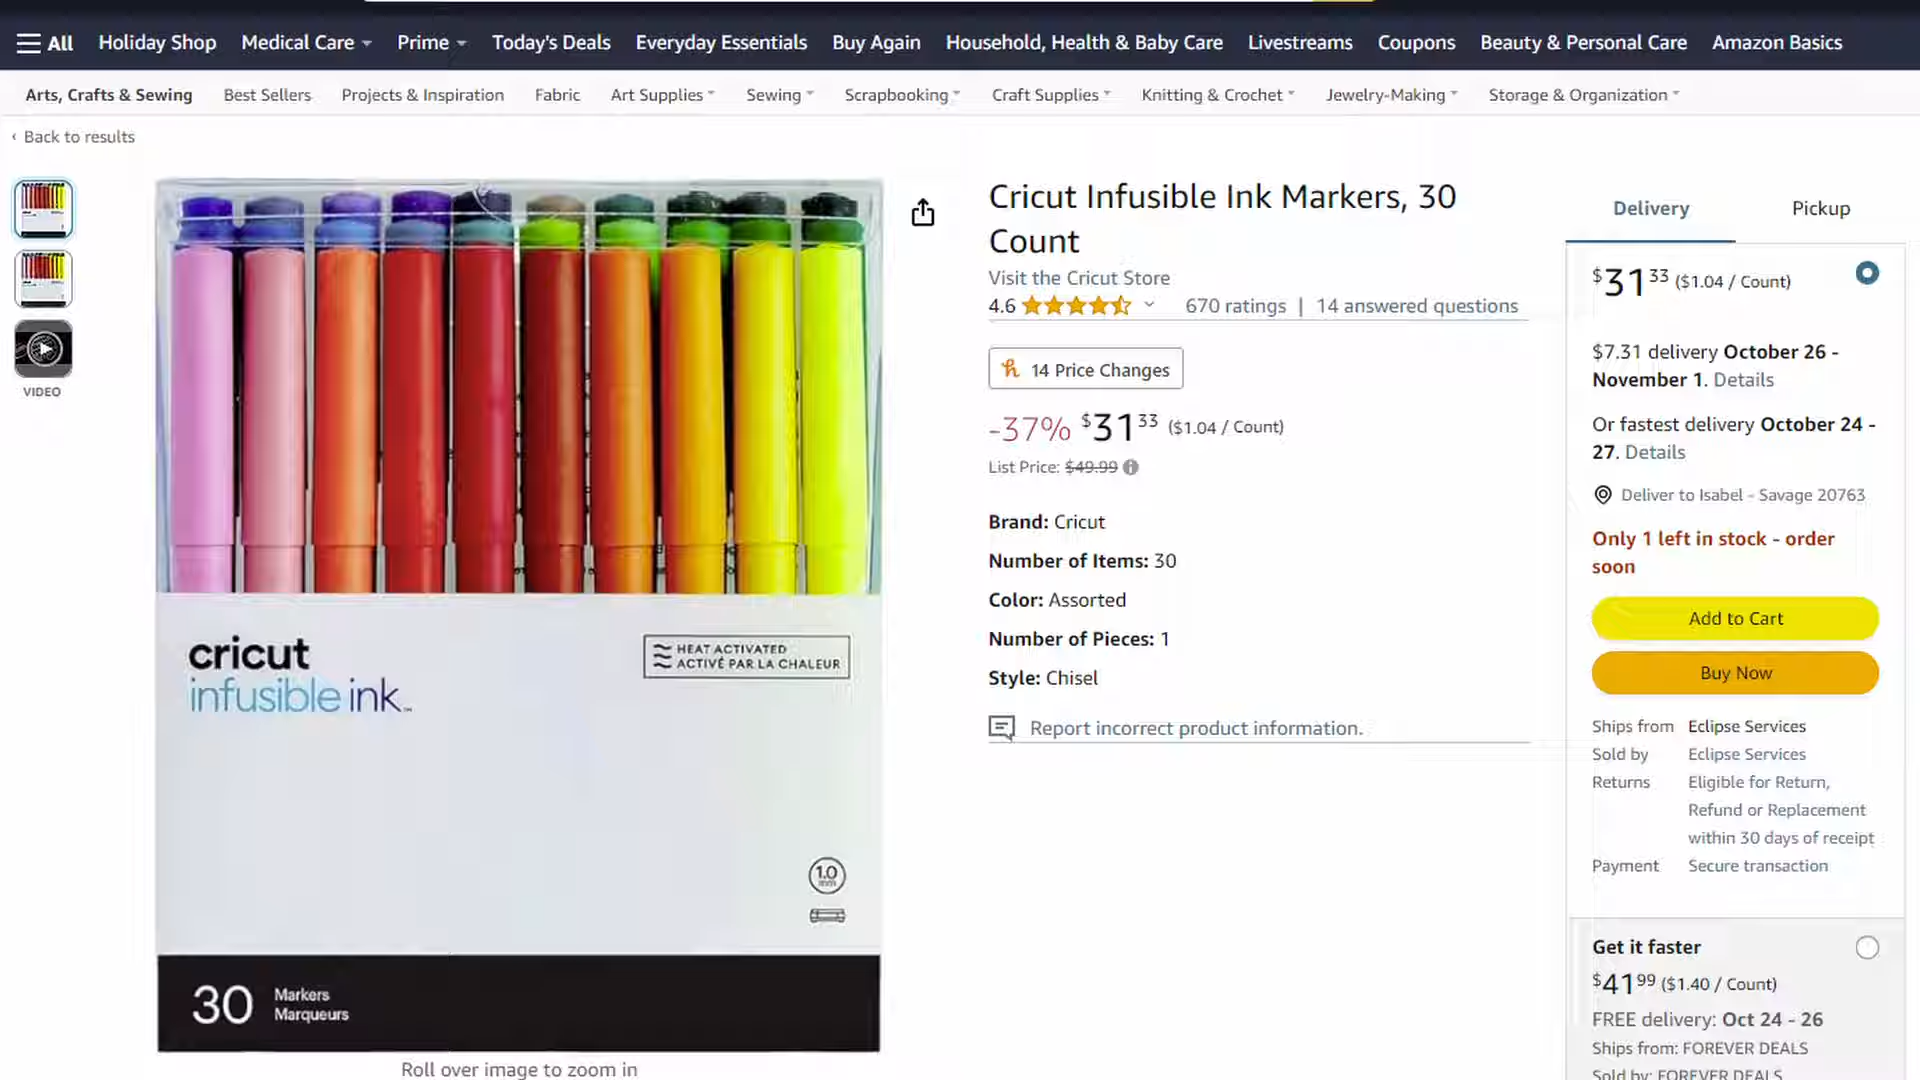 All Holiday Shop Medical Care Prime Today's Deals Everyday Essentials Buy Again Household, Health & Baby Care Livestreams Coupons Beauty & Personal Care Amazon Basics
Arts, Crafts & Sewing Best Sellers Projects & Inspiration Fabric Art Supplies Sewing Scrapbooking Craft Supplies Knitting & Crochet Jewelry-Making Storage & Organization
‹ Back to results
VIDEO
cricut
infusible ink™
HEAT ACTIVATED
ACTIVÉ PAR LA CHALEUR
1.0
mm
30 Markers
Marqueurs
Roll over image to zoom in
Cricut Infusible Ink Markers, 30
Count
Visit the Cricut Store
4.6 670 ratings | 14 answered questions
14 Price Changes
-37% $31 33 ($1.04 / Count)
List Price: $49.99
Brand: Cricut
Number of Items: 30
Color: Assorted
Number of Pieces: 1
Style: Chisel
Report incorrect product information.
Delivery Pickup
$31 33 ($1.04 / Count)
$7.31 delivery October 26 -
November 1. Details
Or fastest delivery October 24 -
27. Details
Deliver to Isabel - Savage 20763
Only 1 left in stock - order
soon
Add to Cart
Buy Now
Ships from Eclipse Services
Sold by Eclipse Services
Returns Eligible for Return,
Refund or Replacement
within 30 days of receipt
Payment Secure transaction
Get it faster
$41 99 ($1.40 / Count)
FREE delivery: Oct 24 - 26
Ships from: FOREVER DEALS
Sold by: FOREVER DEALS